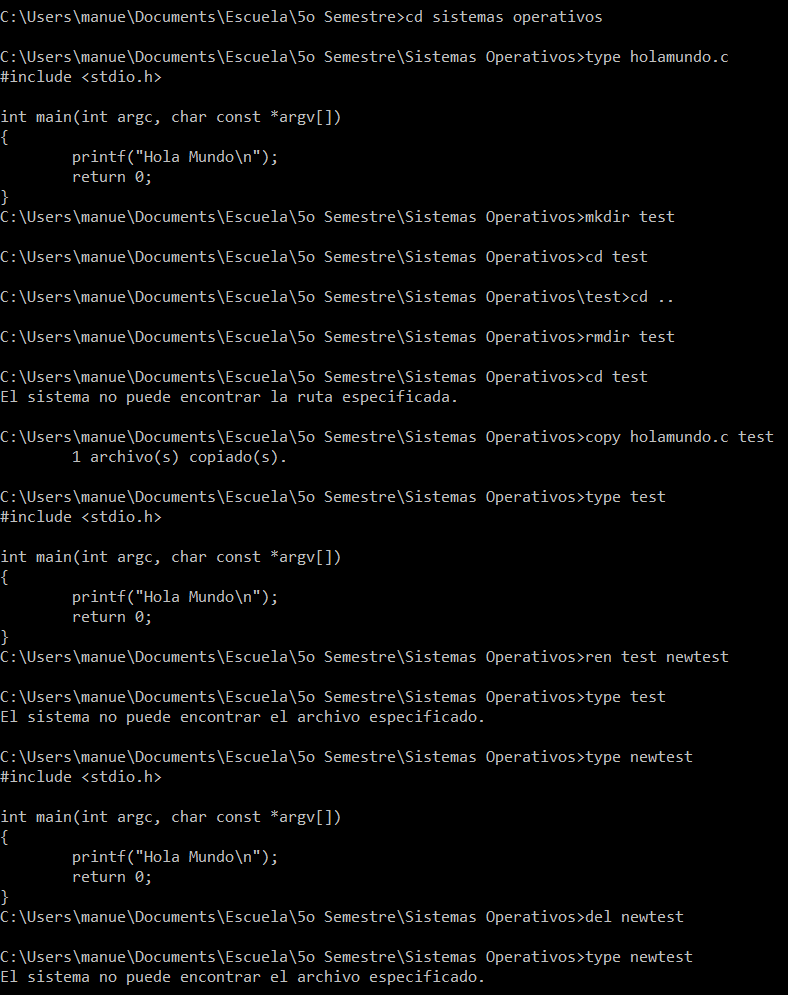 C:\Users\manue\Documents\Escuela\5o Semestre>cd sistemas operativos
C:\Users\manue\Documents\Escuela\5o Semestre\Sistemas Operativos>type holamundo.c
#include <stdio.h>
int main(int argc, char const *argv[])
{
        printf("Hola Mundo\n");
        return 0;
}
C:\Users\manue\Documents\Escuela\5o Semestre\Sistemas Operativos>mkdir test
C:\Users\manue\Documents\Escuela\5o Semestre\Sistemas Operativos>cd test
C:\Users\manue\Documents\Escuela\5o Semestre\Sistemas Operativos\test>cd ..
C:\Users\manue\Documents\Escuela\5o Semestre\Sistemas Operativos>rmdir test
C:\Users\manue\Documents\Escuela\5o Semestre\Sistemas Operativos>cd test
El sistema no puede encontrar la ruta especificada.
C:\Users\manue\Documents\Escuela\5o Semestre\Sistemas Operativos>copy holamundo.c test
        1 archivo(s) copiado(s).
C:\Users\manue\Documents\Escuela\5o Semestre\Sistemas Operativos>type test
#include <stdio.h>
int main(int argc, char const *argv[])
{
        printf("Hola Mundo\n");
        return 0;
}
C:\Users\manue\Documents\Escuela\5o Semestre\Sistemas Operativos>ren test newtest
C:\Users\manue\Documents\Escuela\5o Semestre\Sistemas Operativos>type test
El sistema no puede encontrar el archivo especificado.
C:\Users\manue\Documents\Escuela\5o Semestre\Sistemas Operativos>type newtest
#include <stdio.h>
int main(int argc, char const *argv[])
{
        printf("Hola Mundo\n");
        return 0;
}
C:\Users\manue\Documents\Escuela\5o Semestre\Sistemas Operativos>del newtest
C:\Users\manue\Documents\Escuela\5o Semestre\Sistemas Operativos>type newtest
El sistema no puede encontrar el archivo especificado.